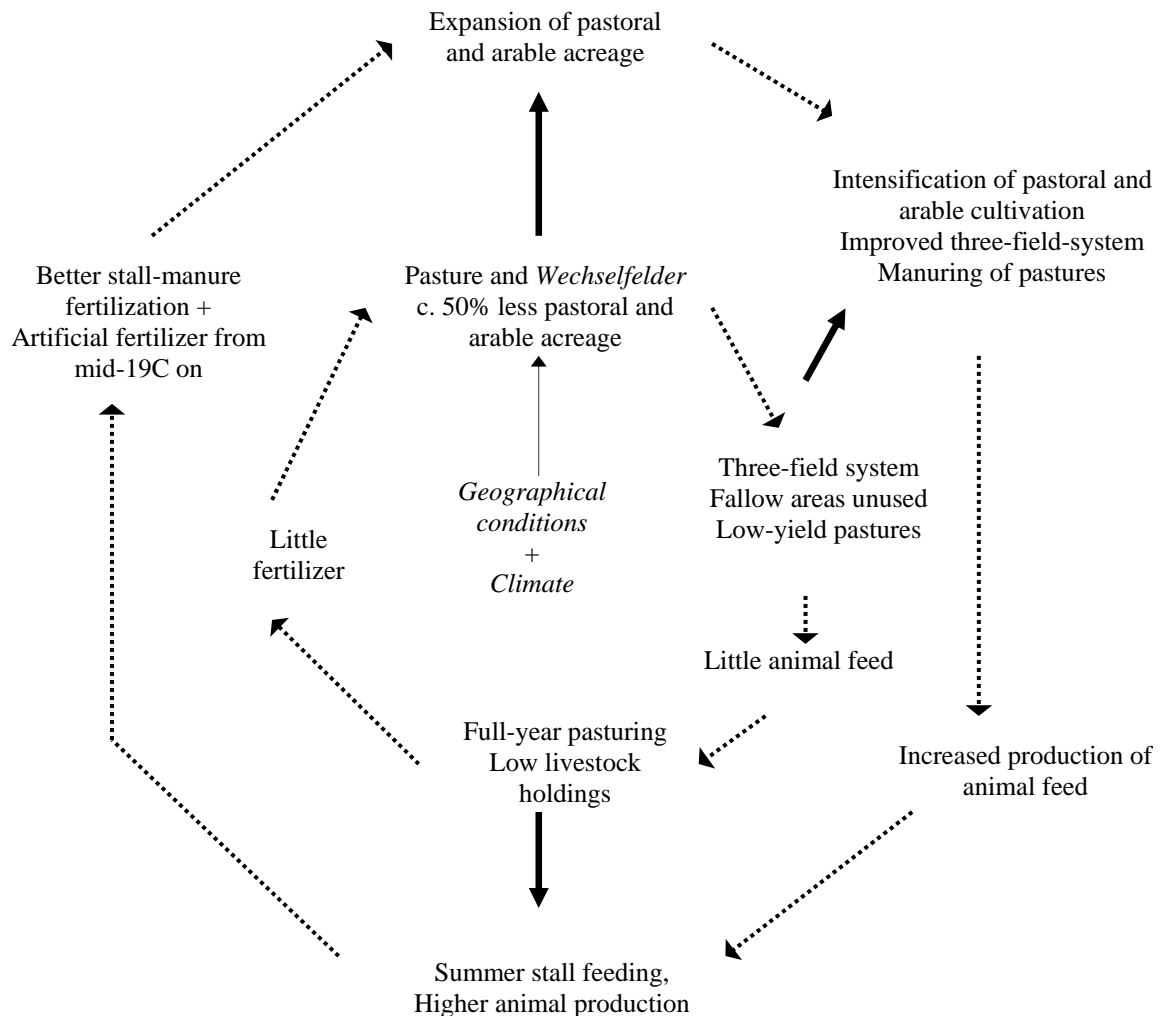 Expansion of pastoral
and arable acreage
Intensification of pastoral and
arable cultivation
Improved three-field-system
Manuring of pastures
Better stall-manure
fertilization +
Artificial fertilizer from
mid-19C on
Pasture and Wechselfelder
c. 50% less pastoral and
arable acreage
Three-field system
Fallow areas unused
Low-yield pastures
Geographical
conditions
+
Climate
Little
fertilizer
Little animal feed
Full-year pasturing
Low livestock
holdings
Increased production of
animal feed
Summer stall feeding,
Higher animal production